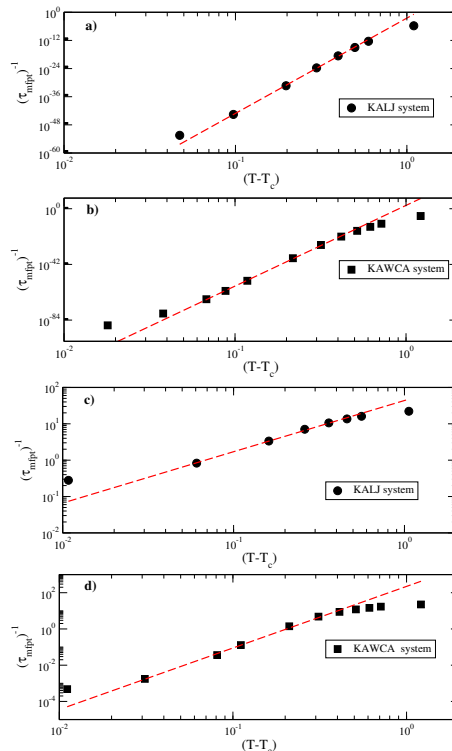 a)
(τ_mfpt)^-1
10^0
10^-12
10^-24
10^-36
10^-48
10^-60
KALJ system
10^-2
10^-1
10^0
(T-T_c)
b)
(τ_mfpt)^-1
10^0
10^-42
10^-84
KAWCA system
10^-2
10^-1
10^0
(T-T_c)
c)
(τ_mfpt)^-1
10^2
10^1
10^0
10^-1
10^-2
KALJ system
10^-2
10^-1
10^0
(T-T_c)
d)
(τ_mfpt)^-1
10^2
10^0
10^-2
10^-4
KAWCA system
10^-2
10^-1
10^0
(T-T_c)